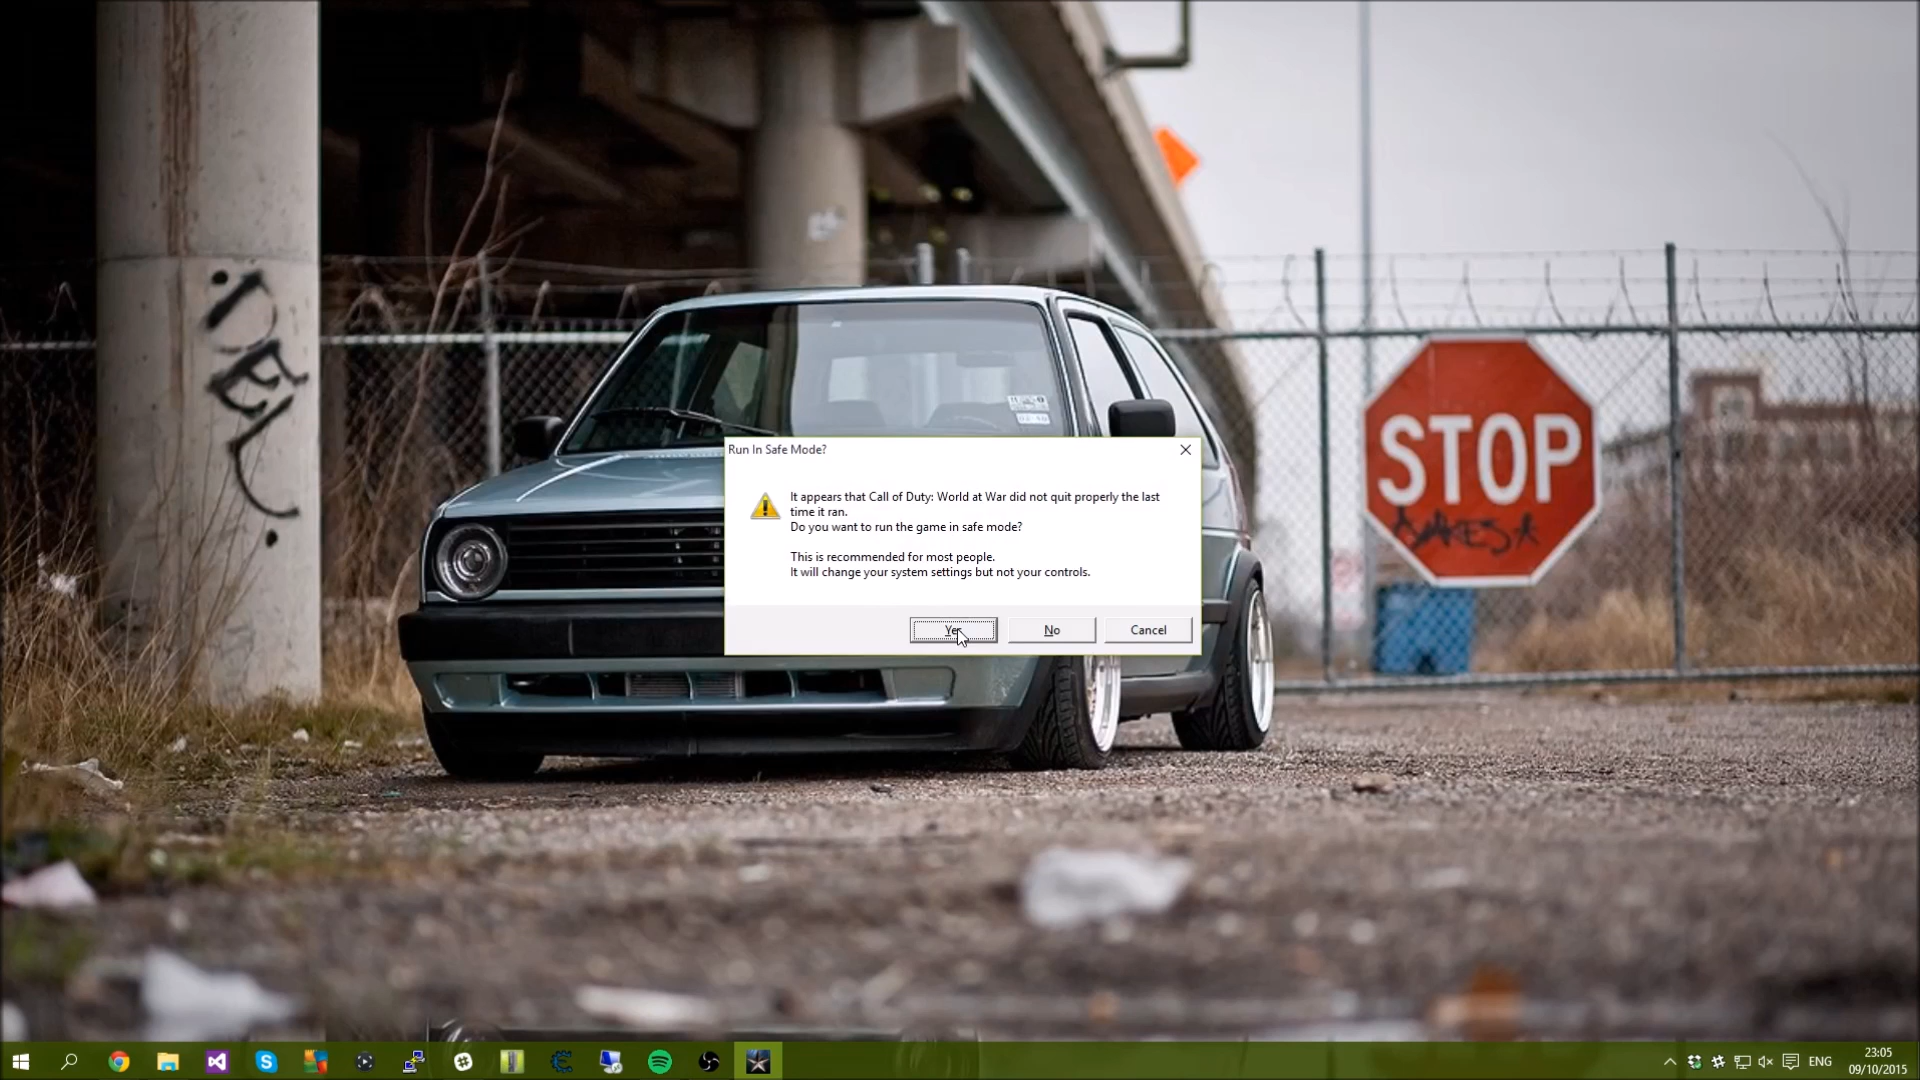 DEL
STOP
Run In Safe Mode?
It appears that Call of Duty: World at War did not quit properly the last
time it ran.
Do you want to run the game in safe mode?
This is recommended for most people.
It will change your system settings but not your controls.
Yes
No
Cancel
ENG
23:05
09/10/2015